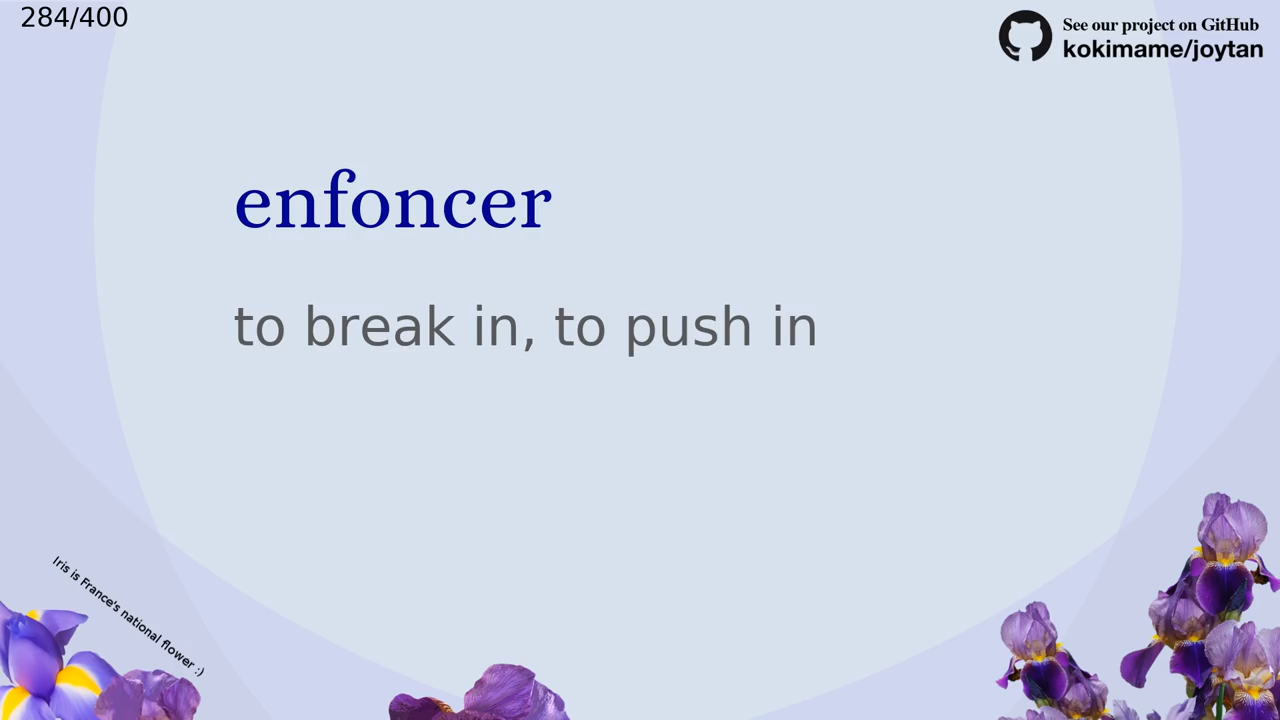 284/400
See our project on GitHub
kokimame/joytan
enfoncer
to break in, to push in
Iris is France's national flower :)